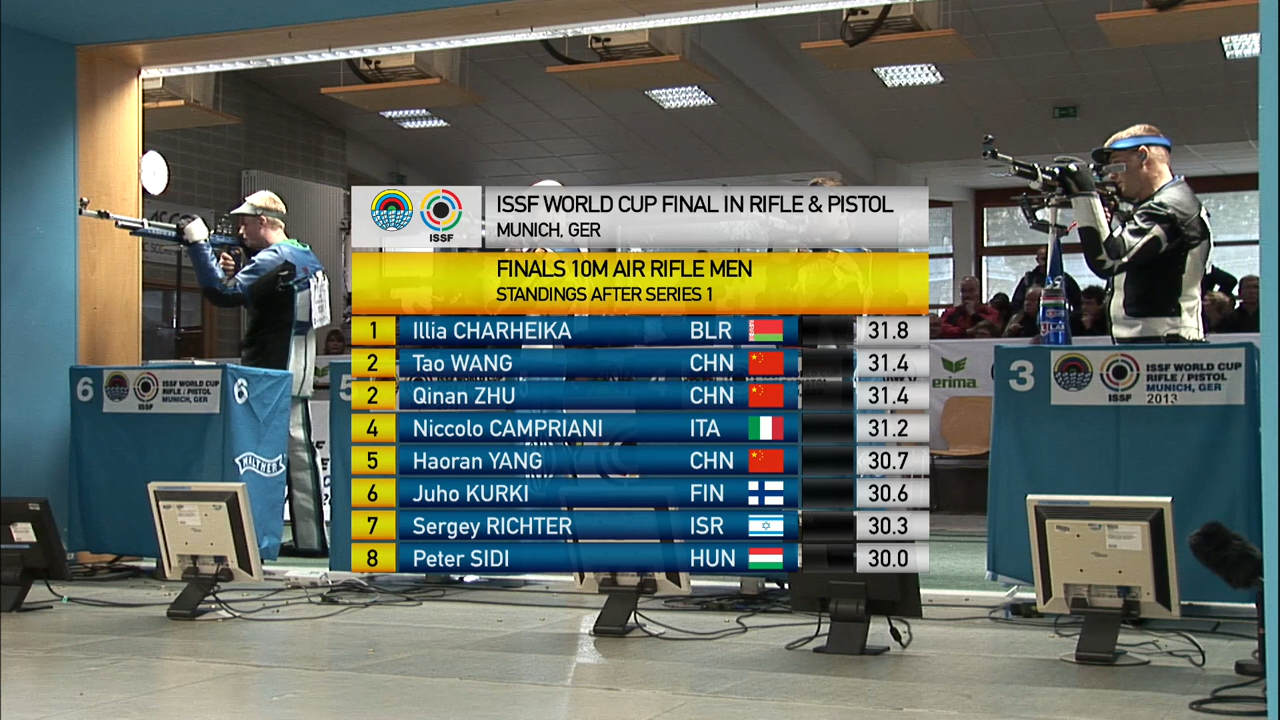 ISSF
ISSF WORLD CUP FINAL IN RIFLE & PISTOL
MUNICH, GER
FINALS 10M AIR RIFLE MEN
STANDINGS AFTER SERIES 1
1 Illia CHARHEIKA BLR 31.8
2 Tao WANG CHN 31.4
2 Qinan ZHU CHN 31.4
4 Niccolo CAMPRIANI ITA 31.2
5 Haoran YANG CHN 30.7
6 Juho KURKI FIN 30.6
7 Sergey RICHTER ISR 30.3
8 Peter SIDI HUN 30.0
6
ISSF
ISSF WORLD CUP
RIFLE / PISTOL
MUNICH, GER
6
WALTHER
5
erima
3
ISSF
ISSF WORLD CUP
RIFLE / PISTOL
MUNICH, GER
2013